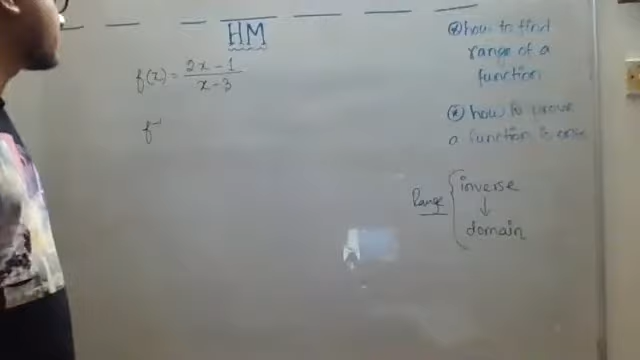 HM
f(x) = 2x - 1 / x - 3
f⁻¹
* how to find
range of a
function
* how to prove
a function is one
Range { inverse
↓
domain